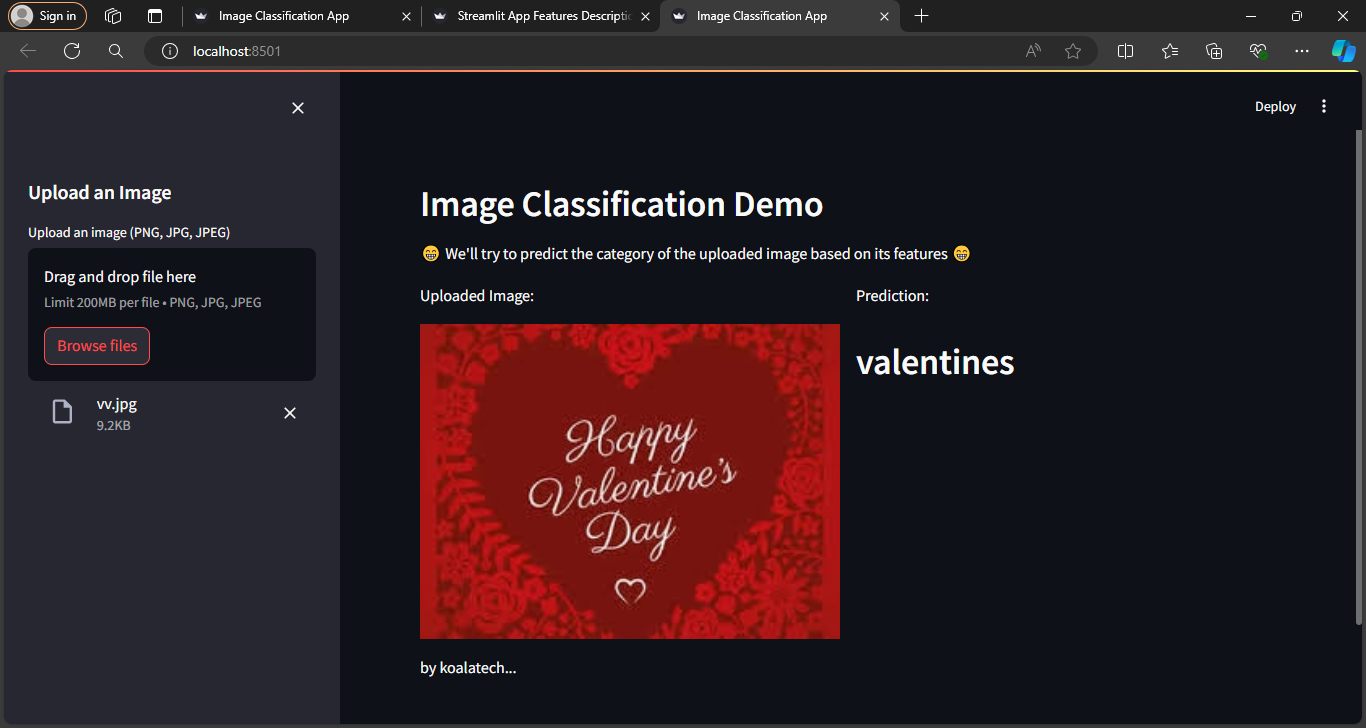 Sign in
Image Classification App
Streamlit App Features Descripti
Image Classification App
localhost:8501
Deploy
Upload an Image
Upload an image (PNG, JPG, JPEG)
Drag and drop file here
Limit 200MB per file • PNG, JPG, JPEG
Browse files
vv.jpg
9.2KB
Image Classification Demo
😁 We'll try to predict the category of the uploaded image based on its features 😁
Uploaded Image:
Happy
Valentine's
Day
by koalatech...
Prediction:
valentines